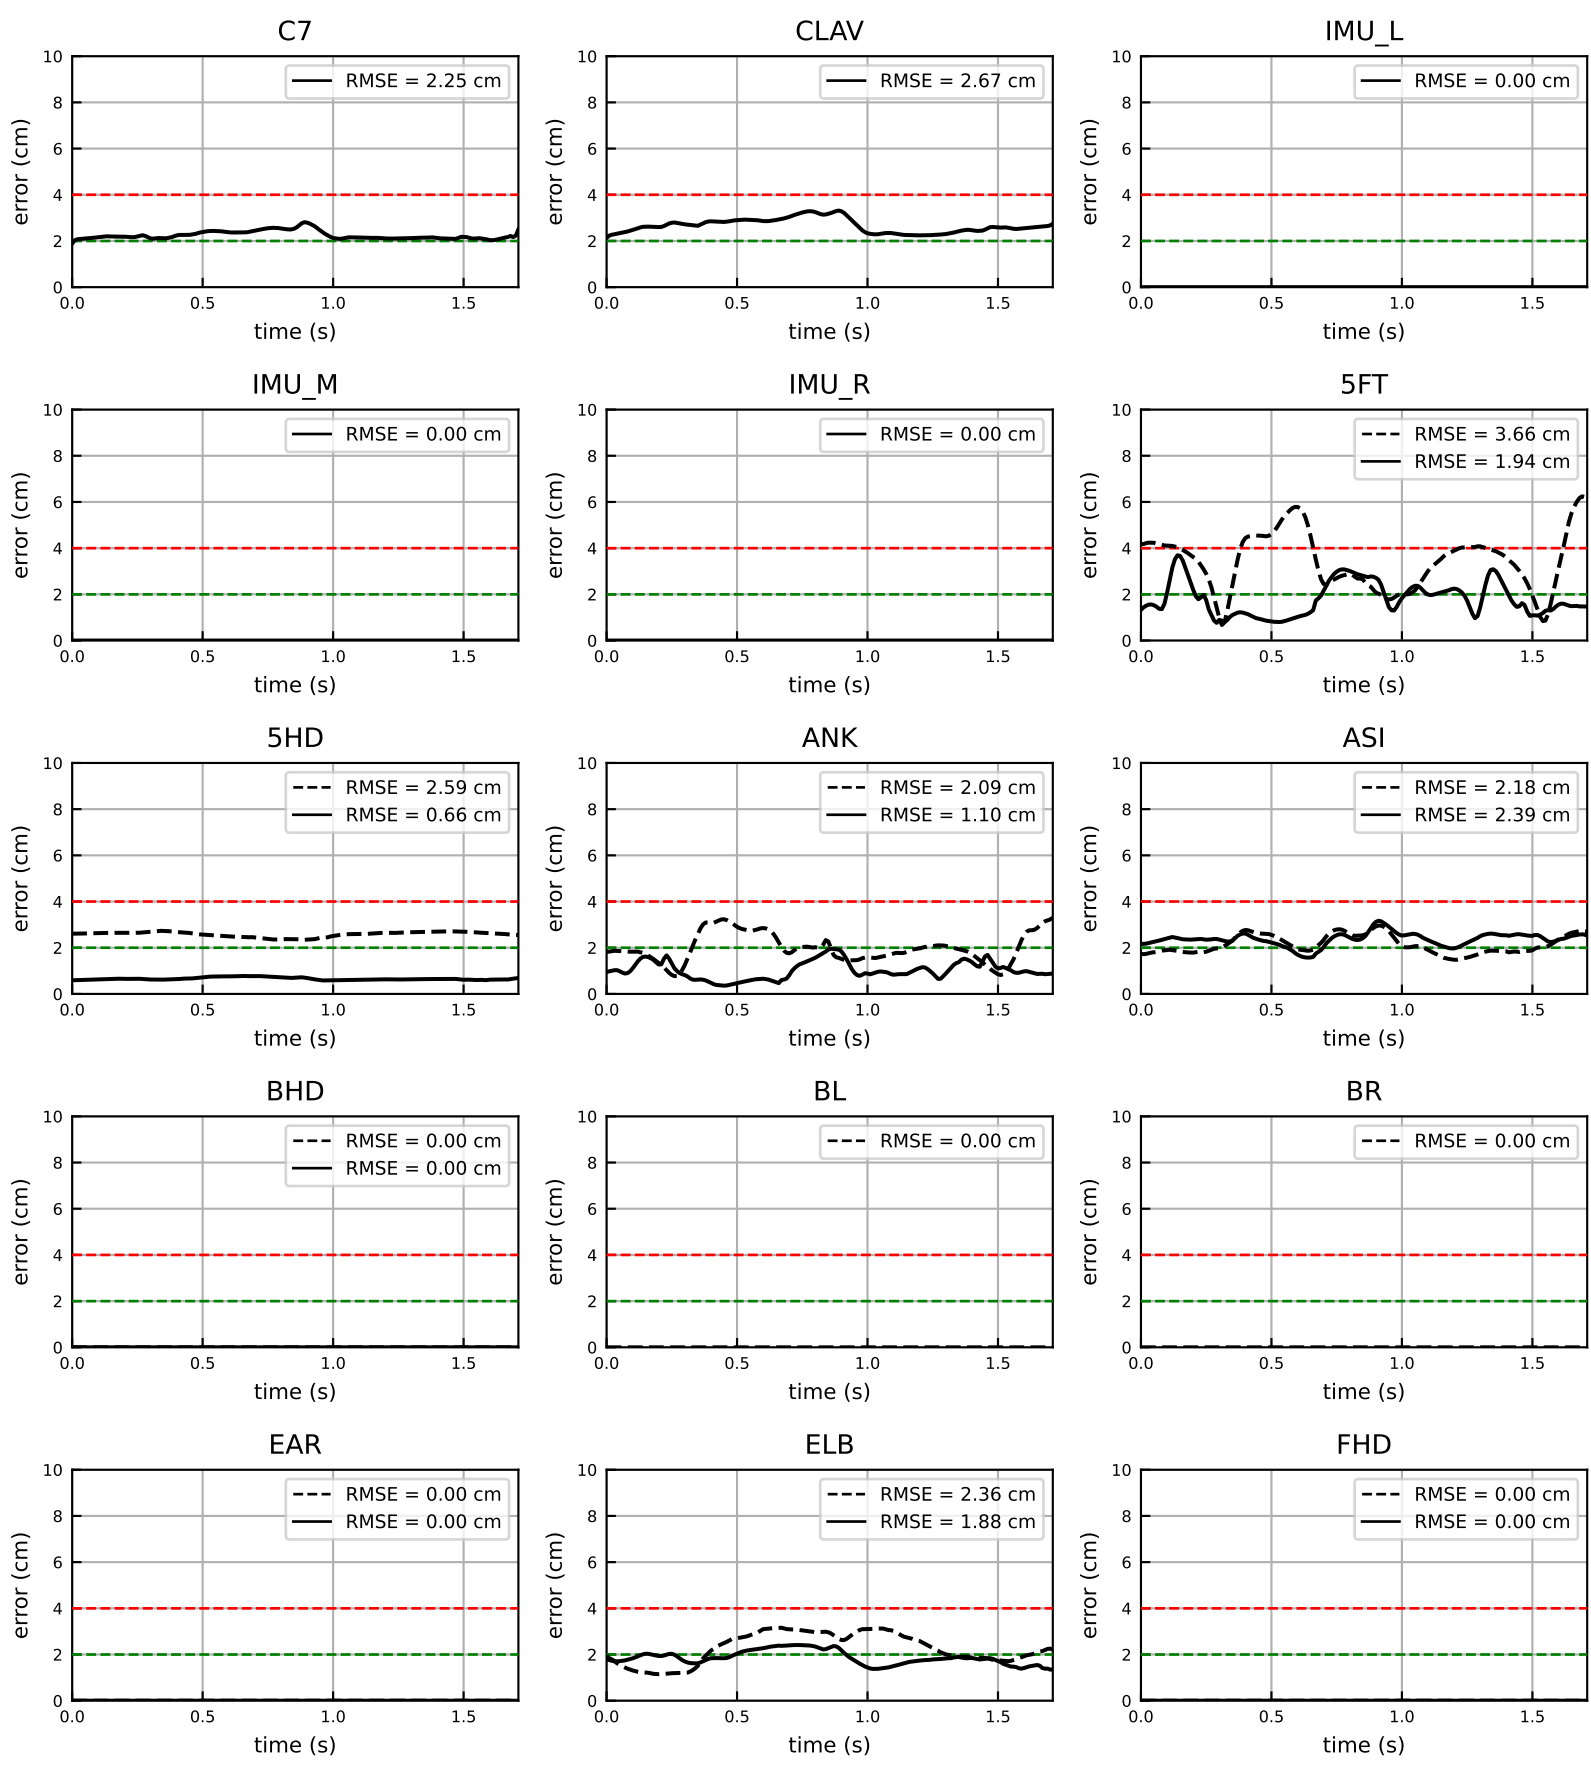 C7
RMSE = 2.25 cm
error (cm)
10
8
6
4
2
0
0.0 0.5 1.0 1.5
time (s)
CLAV
RMSE = 2.67 cm
error (cm)
10
8
6
4
2
0
0.0 0.5 1.0 1.5
time (s)
IMU_L
RMSE = 0.00 cm
error (cm)
10
8
6
4
2
0
0.0 0.5 1.0 1.5
time (s)
IMU_M
RMSE = 0.00 cm
error (cm)
10
8
6
4
2
0
0.0 0.5 1.0 1.5
time (s)
IMU_R
RMSE = 0.00 cm
error (cm)
10
8
6
4
2
0
0.0 0.5 1.0 1.5
time (s)
5FT
RMSE = 3.66 cm
RMSE = 1.94 cm
error (cm)
10
8
6
4
2
0
0.0 0.5 1.0 1.5
time (s)
5HD
RMSE = 2.59 cm
RMSE = 0.66 cm
error (cm)
10
8
6
4
2
0
0.0 0.5 1.0 1.5
time (s)
ANK
RMSE = 2.09 cm
RMSE = 1.10 cm
error (cm)
10
8
6
4
2
0
0.0 0.5 1.0 1.5
time (s)
ASI
RMSE = 2.18 cm
RMSE = 2.39 cm
error (cm)
10
8
6
4
2
0
0.0 0.5 1.0 1.5
time (s)
BHD
RMSE = 0.00 cm
RMSE = 0.00 cm
error (cm)
10
8
6
4
2
0
0.0 0.5 1.0 1.5
time (s)
BL
RMSE = 0.00 cm
error (cm)
10
8
6
4
2
0
0.0 0.5 1.0 1.5
time (s)
BR
RMSE = 0.00 cm
error (cm)
10
8
6
4
2
0
0.0 0.5 1.0 1.5
time (s)
EAR
RMSE = 0.00 cm
RMSE = 0.00 cm
error (cm)
10
8
6
4
2
0
0.0 0.5 1.0 1.5
time (s)
ELB
RMSE = 2.36 cm
RMSE = 1.88 cm
error (cm)
10
8
6
4
2
0
0.0 0.5 1.0 1.5
time (s)
FHD
RMSE = 0.00 cm
RMSE = 0.00 cm
error (cm)
10
8
6
4
2
0
0.0 0.5 1.0 1.5
time (s)